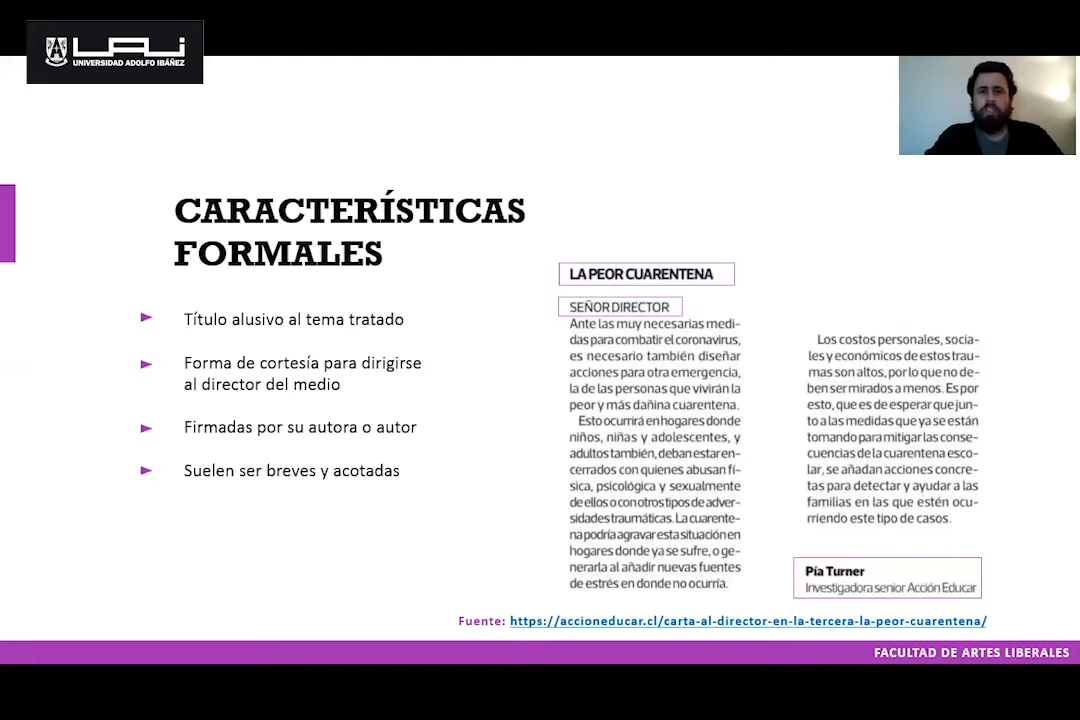 UAI
UNIVERSIDAD ADOLFO IBÁÑEZ
CARACTERÍSTICAS
FORMALES
Título alusivo al tema tratado
Forma de cortesía para dirigirse
al director del medio
Firmadas por su autora o autor
Suelen ser breves y acotadas
LA PEOR CUARENTENA
SEÑOR DIRECTOR
Ante las muy necesarias medi-
das para combatir el coronavirus,
es necesario también diseñar
acciones para otra emergencia,
la de las personas que vivirán la
peor y más dañina cuarentena.
Esto ocurrirá en hogares donde
niños, niñas y adolescentes, y
adultos también, deban estar en-
cerrados con quienes abusan fí-
sica, psicológica y sexualmente
de ellos o con otros tipos de adver-
sidades traumáticas. La cuarente-
na podría agravar esta situación en
hogares donde ya se sufre, o ge-
nerarla al añadir nuevas fuentes
de estrés en donde no ocurría.
Los costos personales, socia-
les y económicos de estos trau-
mas son altos, por lo que no de-
ben ser mirados a menos. Es por
esto, que es de esperar que jun-
to a las medidas que ya se están
tomando para mitigar las conse-
cuencias de la cuarentena esco-
lar, se añadan acciones concre-
tas para detectar y ayudar a las
familias en las que estén ocu-
rriendo este tipo de casos.
Pía Turner
Investigadora senior Acción Educar
Fuente: https://accioneducar.cl/carta-al-director-en-la-tercera-la-peor-cuarentena/
FACULTAD DE ARTES LIBERALES